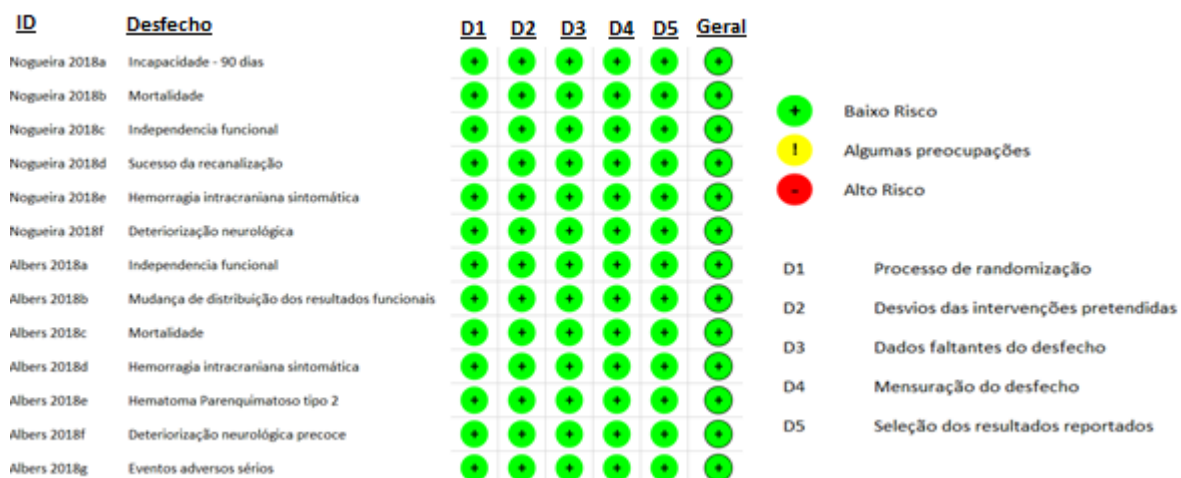 ID Desfecho D1 D2 D3 D4 D5 Geral
Nogueira 2018a Incapacidade - 90 dias + + + + + +
Nogueira 2018b Mortalidade + + + + + +
Nogueira 2018c Independencia funcional + + + + + +
Nogueira 2018d Sucesso da recanalização + + + + + +
Nogueira 2018e Hemorragia intracraniana sintomática + + + + + +
Nogueira 2018f Deteriorização neurológica + + + + + +
Albers 2018a Independencia funcional + + + + + +
Albers 2018b Mudança de distribuição dos resultados funcionais + + + + + +
Albers 2018c Mortalidade + + + + + +
Albers 2018d Hemorragia intracraniana sintomática + + + + + +
Albers 2018e Hematoma Parenquimatoso tipo 2 + + + + + +
Albers 2018f Deteriorização neurológica precoce + + + + + +
Albers 2018g Eventos adversos sérios + + + + + +
+ Baixo Risco
! Algumas preocupações
- Alto Risco
D1 Processo de randomização
D2 Desvios das intervenções pretendidas
D3 Dados faltantes do desfecho
D4 Mensuração do desfecho
D5 Seleção dos resultados reportados